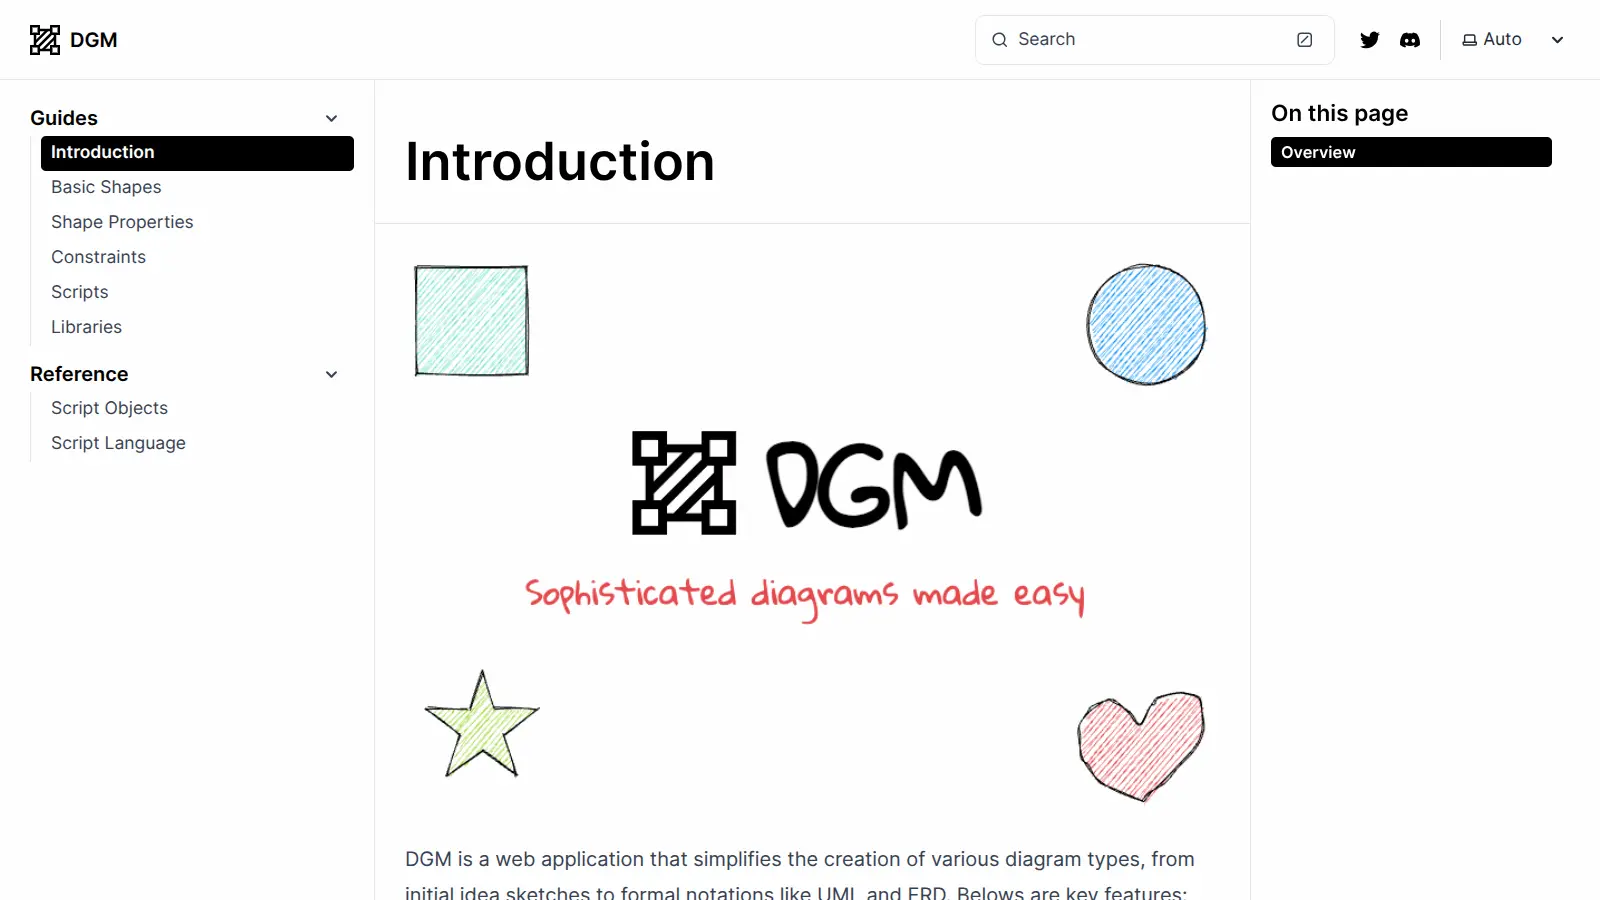 DGM
Search
Auto
Guides
Introduction
Basic Shapes
Shape Properties
Constraints
Scripts
Libraries
Reference
Script Objects
Script Language
Introduction
DGM
Sophisticated diagrams made easy
DGM is a web application that simplifies the creation of various diagram types, from
initial idea sketches to formal notations like UML and ERD. Belows are key features:
On this page
Overview